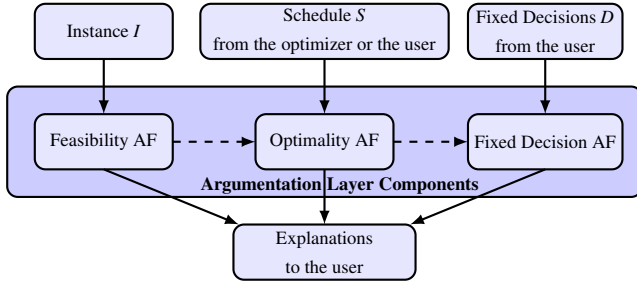 Instance I
Schedule S
from the optimizer or the user
Fixed Decisions D
from the user
Feasibility AF
Optimality AF
Fixed Decision AF
Argumentation Layer Components
Explanations
to the user